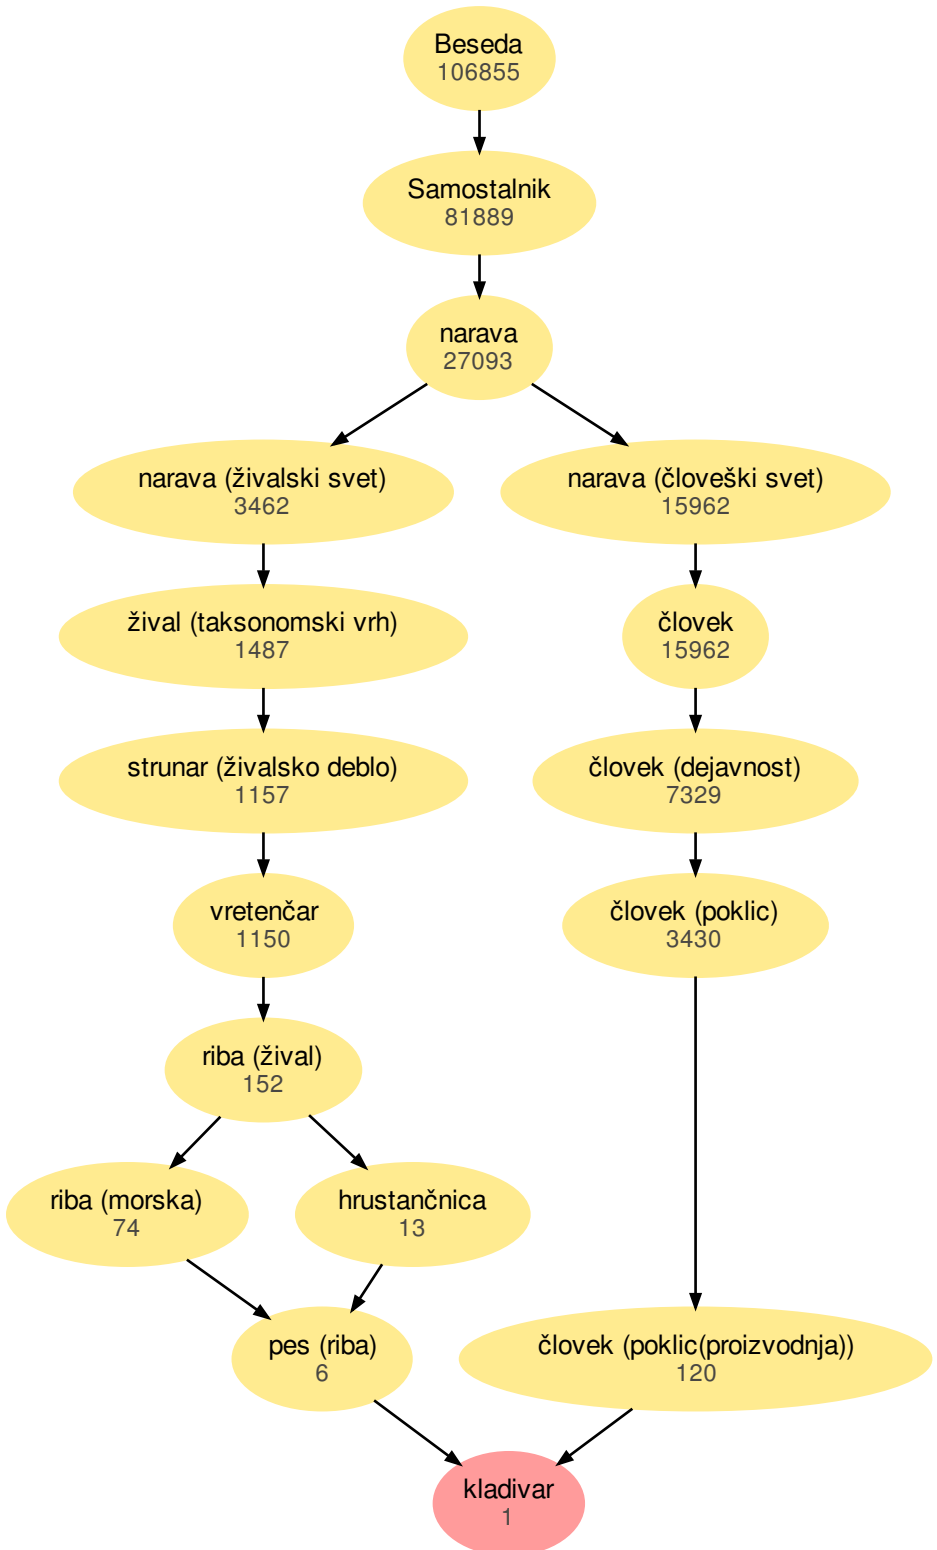 Beseda
106855
Samostalnik
81889
narava
27093
narava (živalski svet)
3462
narava (človeški svet)
15962
žival (taksonomski vrh)
1487
človek
15962
strunar (živalsko deblo)
1157
človek (dejavnost)
7329
vretenčar
1150
človek (poklic)
3430
riba (žival)
152
riba (morska)
74
hrustančnica
13
pes (riba)
6
človek (poklic(proizvodnja))
120
kladivar
1